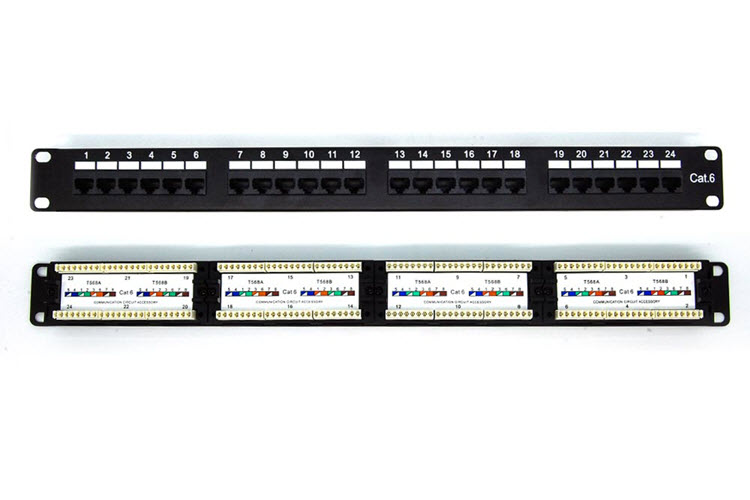 1 2 3 4 5 6 7 8 9 10 11 12 13 14 15 16 17 18 19 20 21 22 23 24
Cat.6
23 21 19 17 15 13 11 9 7 5 3 1
T568A T568B T568A T568B T568A T568B T568A T568B
Cat.6 Cat.6 Cat.6 Cat.6
COMMUNICATION CIRCUIT ACCESSORY COMMUNICATION CIRCUIT ACCESSORY COMMUNICATION CIRCUIT ACCESSORY COMMUNICATION CIRCUIT ACCESSORY
24 22 20 18 16 14 12 10 8 6 4 2